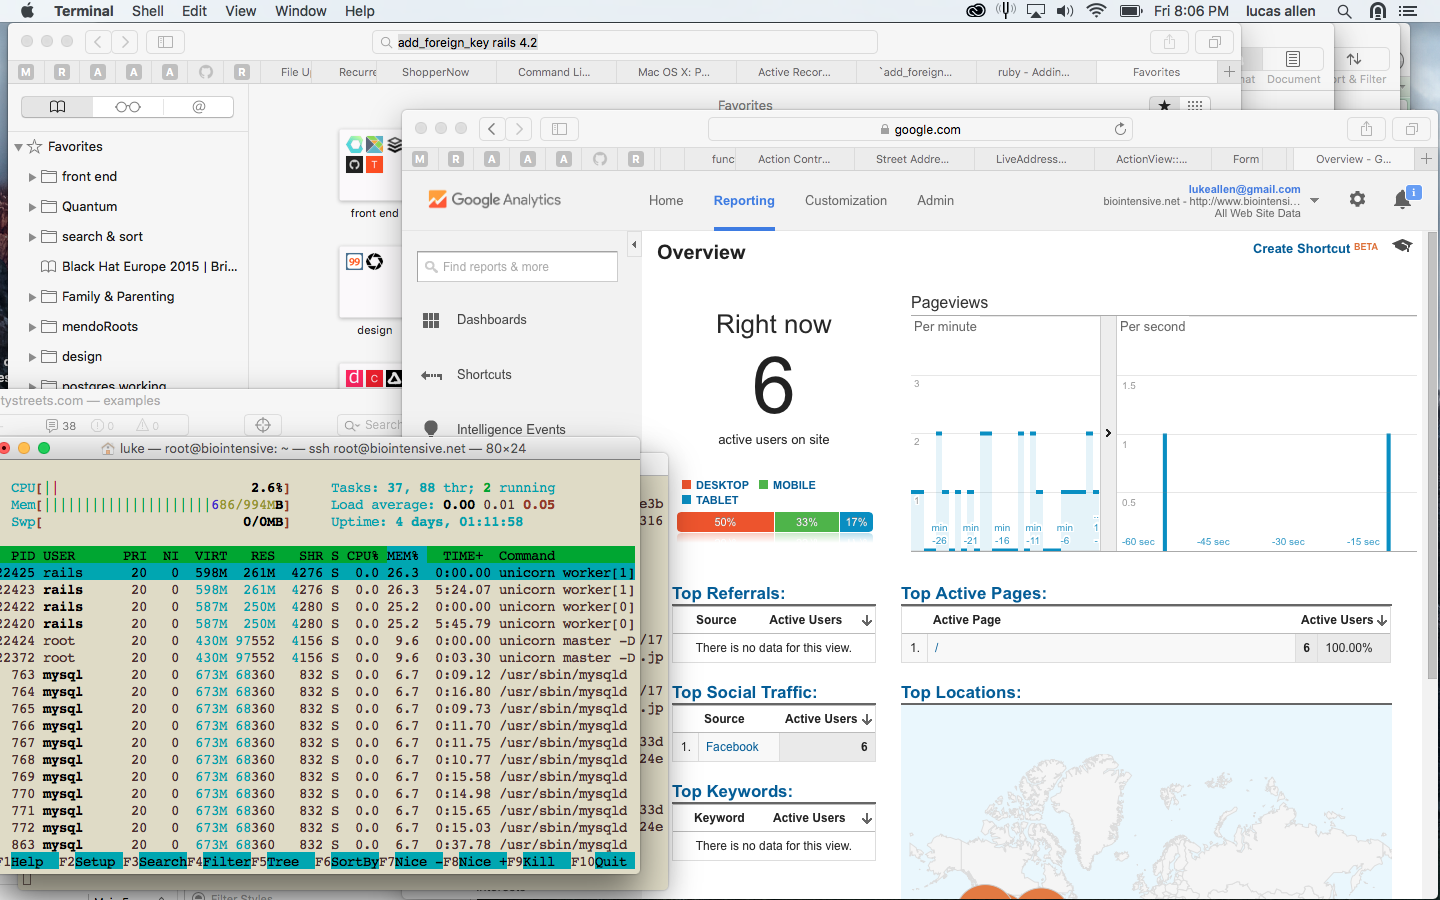 Terminal Shell Edit View Window Help
Fri 8:06 PM lucas allen
add_foreign_key rails 4.2
M R A A A R File U Recurre ShopperNow Command Li... Mac OS X: P... Active Recor... `add_foreign... ruby - Addin... Favorites
Document
rt & Filter
Favorites
@
Favorites
front end
Quantum
search & sort
Black Hat Europe 2015 | Bri...
Family & Parenting
mendoRoots
design
postgres working
front end
99
design
d c
google.com
M R A A A R func Action Contr... Street Addre... LiveAddress... ActionView::... Form Overview - G...
Google Analytics
Home Reporting Customization Admin
lukeallen@gmail.com
biointensive.net - http://www.biointensi...
All Web Site Data
Find reports & more
Dashboards
Shortcuts
Intelligence Events
Overview
Create Shortcut BETA
Right now
6
active users on site
DESKTOP MOBILE
TABLET
50% 33% 17%
Pageviews
Per minute
3
2
1
min -26
min -21
min -16
min -11
min -6
Per second
1.5
1
0.5
-60 sec -45 sec -30 sec -15 sec
Top Referrals:
Source Active Users
There is no data for this view.
Top Active Pages:
Active Page Active Users
1. / 6 100.00%
Top Social Traffic:
Source Active Users
1. Facebook 6
Top Keywords:
Keyword Active Users
There is no data for this view.
Top Locations:
tystreets.com — examples
38 0 0
Search
luke — root@biointensive: ~ — ssh root@biointensive.net — 80×24
CPU[|| 2.6%] Tasks: 37, 88 thr; 2 running
Mem[|||||||||||||||||||||686/994MB] Load average: 0.00 0.01 0.05
Swp[ 0/0MB] Uptime: 4 days, 01:11:58
PID USER PRI NI VIRT RES SHR S CPU% MEM% TIME+ Command
22425 rails 20 0 598M 261M 4276 S 0.0 26.3 0:00.00 unicorn worker[1]
22423 rails 20 0 598M 261M 4276 S 0.0 26.3 5:24.07 unicorn worker[1]
22422 rails 20 0 587M 250M 4280 S 0.0 25.2 0:00.00 unicorn worker[0]
22420 rails 20 0 587M 250M 4280 S 0.0 25.2 5:45.79 unicorn worker[0]
22424 root 20 0 430M 97552 4156 S 0.0 9.6 0:00.00 unicorn master -D
22372 root 20 0 430M 97552 4156 S 0.0 9.6 0:03.30 unicorn master -D
763 mysql 20 0 673M 68360 832 S 0.0 6.7 0:09.12 /usr/sbin/mysqld
764 mysql 20 0 673M 68360 832 S 0.0 6.7 0:16.80 /usr/sbin/mysqld
765 mysql 20 0 673M 68360 832 S 0.0 6.7 0:09.73 /usr/sbin/mysqld
766 mysql 20 0 673M 68360 832 S 0.0 6.7 0:11.70 /usr/sbin/mysqld
767 mysql 20 0 673M 68360 832 S 0.0 6.7 0:11.75 /usr/sbin/mysqld
768 mysql 20 0 673M 68360 832 S 0.0 6.7 0:10.77 /usr/sbin/mysqld
769 mysql 20 0 673M 68360 832 S 0.0 6.7 0:15.58 /usr/sbin/mysqld
770 mysql 20 0 673M 68360 832 S 0.0 6.7 0:14.98 /usr/sbin/mysqld
771 mysql 20 0 673M 68360 832 S 0.0 6.7 0:15.65 /usr/sbin/mysqld
772 mysql 20 0 673M 68360 832 S 0.0 6.7 0:15.03 /usr/sbin/mysqld
863 mysql 20 0 673M 68360 832 S 0.0 6.7 0:37.78 /usr/sbin/mysqld
F1Help F2Setup F3SearchF4FilterF5Tree F6SortByF7Nice -F8Nice +F9Kill F10Quit
e3b
316
/17
.jp
/17
.jp
33d
24e
33d
24e
Filter Styles